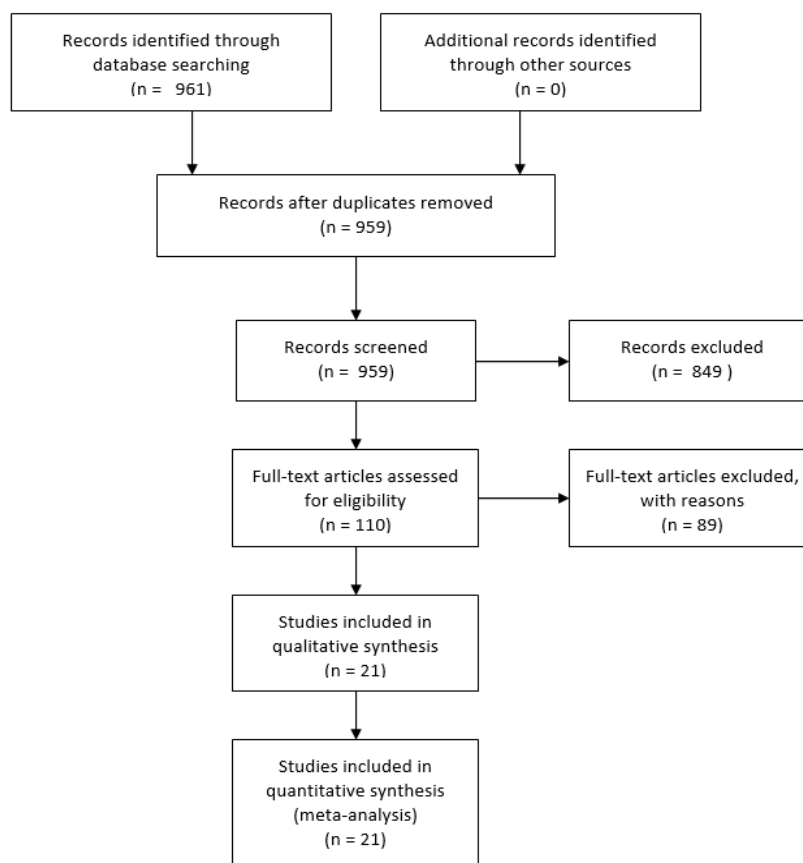 Records identified through
database searching
(n = 961)
Additional records identified
through other sources
(n = 0)
Records after duplicates removed
(n = 959)
Records screened
(n = 959)
Records excluded
(n = 849 )
Full-text articles assessed
for eligibility
(n = 110)
Full-text articles excluded,
with reasons
(n = 89)
Studies included in
qualitative synthesis
(n = 21)
Studies included in
quantitative synthesis
(meta-analysis)
(n = 21)